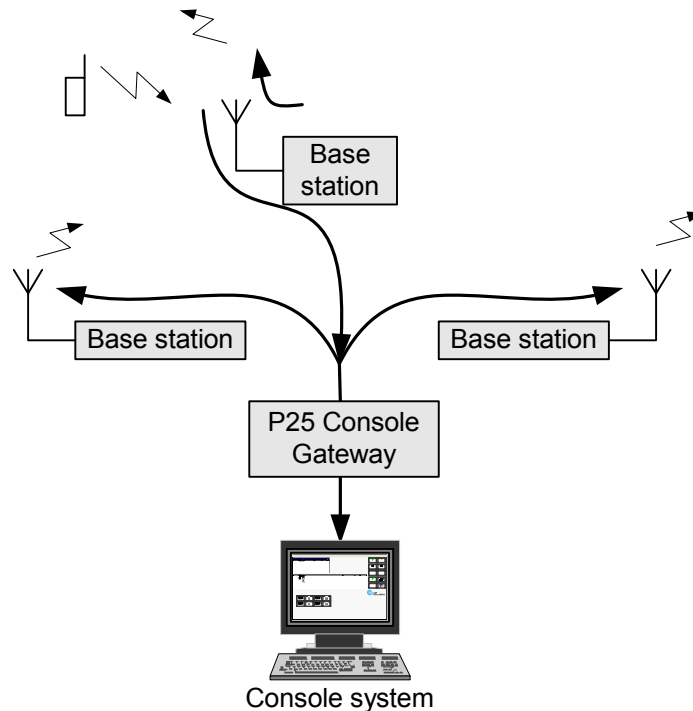 Base
station
Base station
Base station
P25 Console
Gateway
Console system